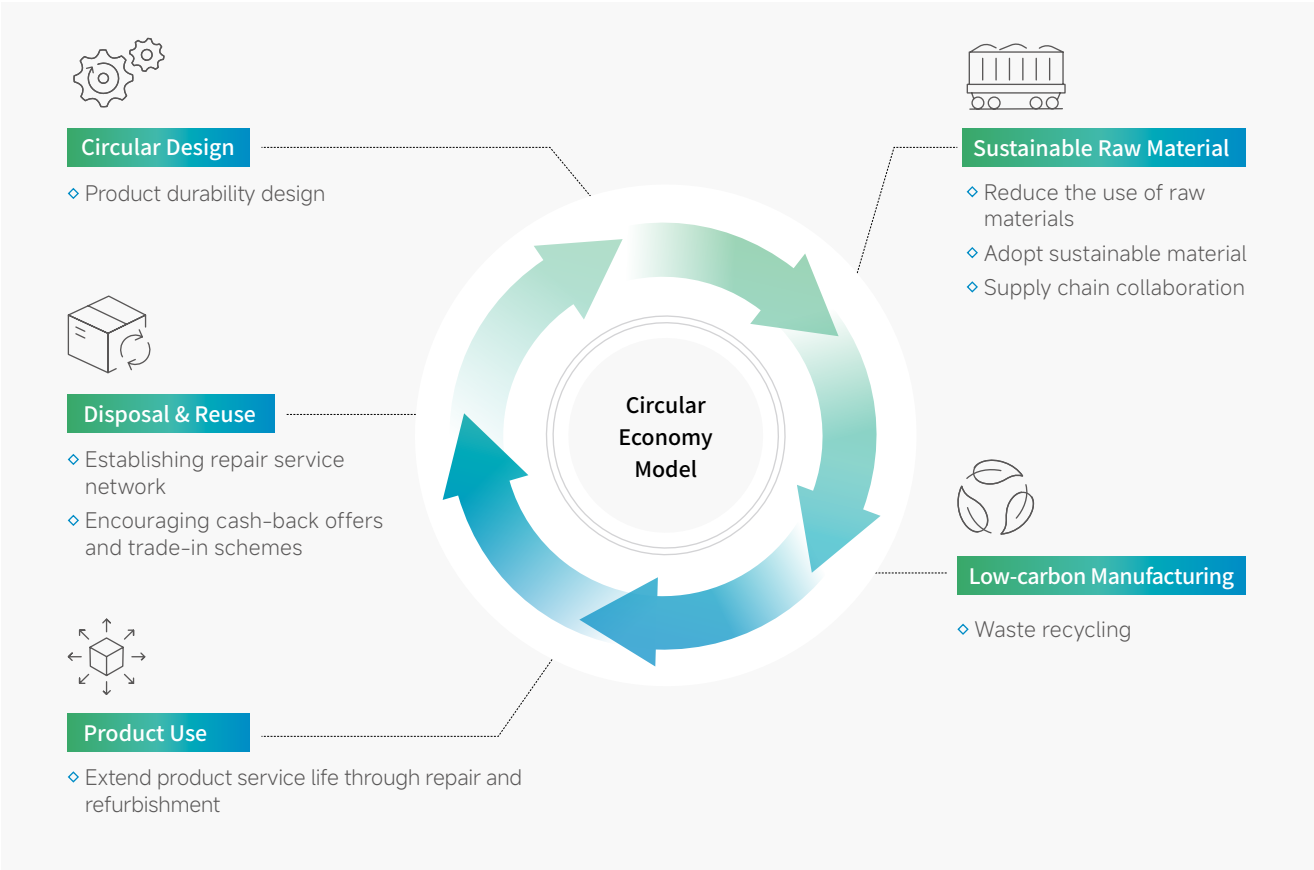 Circular Design
Product durability design
Sustainable Raw Material
Reduce the use of raw
materials
Adopt sustainable material
Supply chain collaboration
Circular
Economy
Model
Disposal & Reuse
Establishing repair service
network
Encouraging cash-back offers
and trade-in schemes
Low-carbon Manufacturing
Waste recycling
Product Use
Extend product service life through repair and
refurbishment